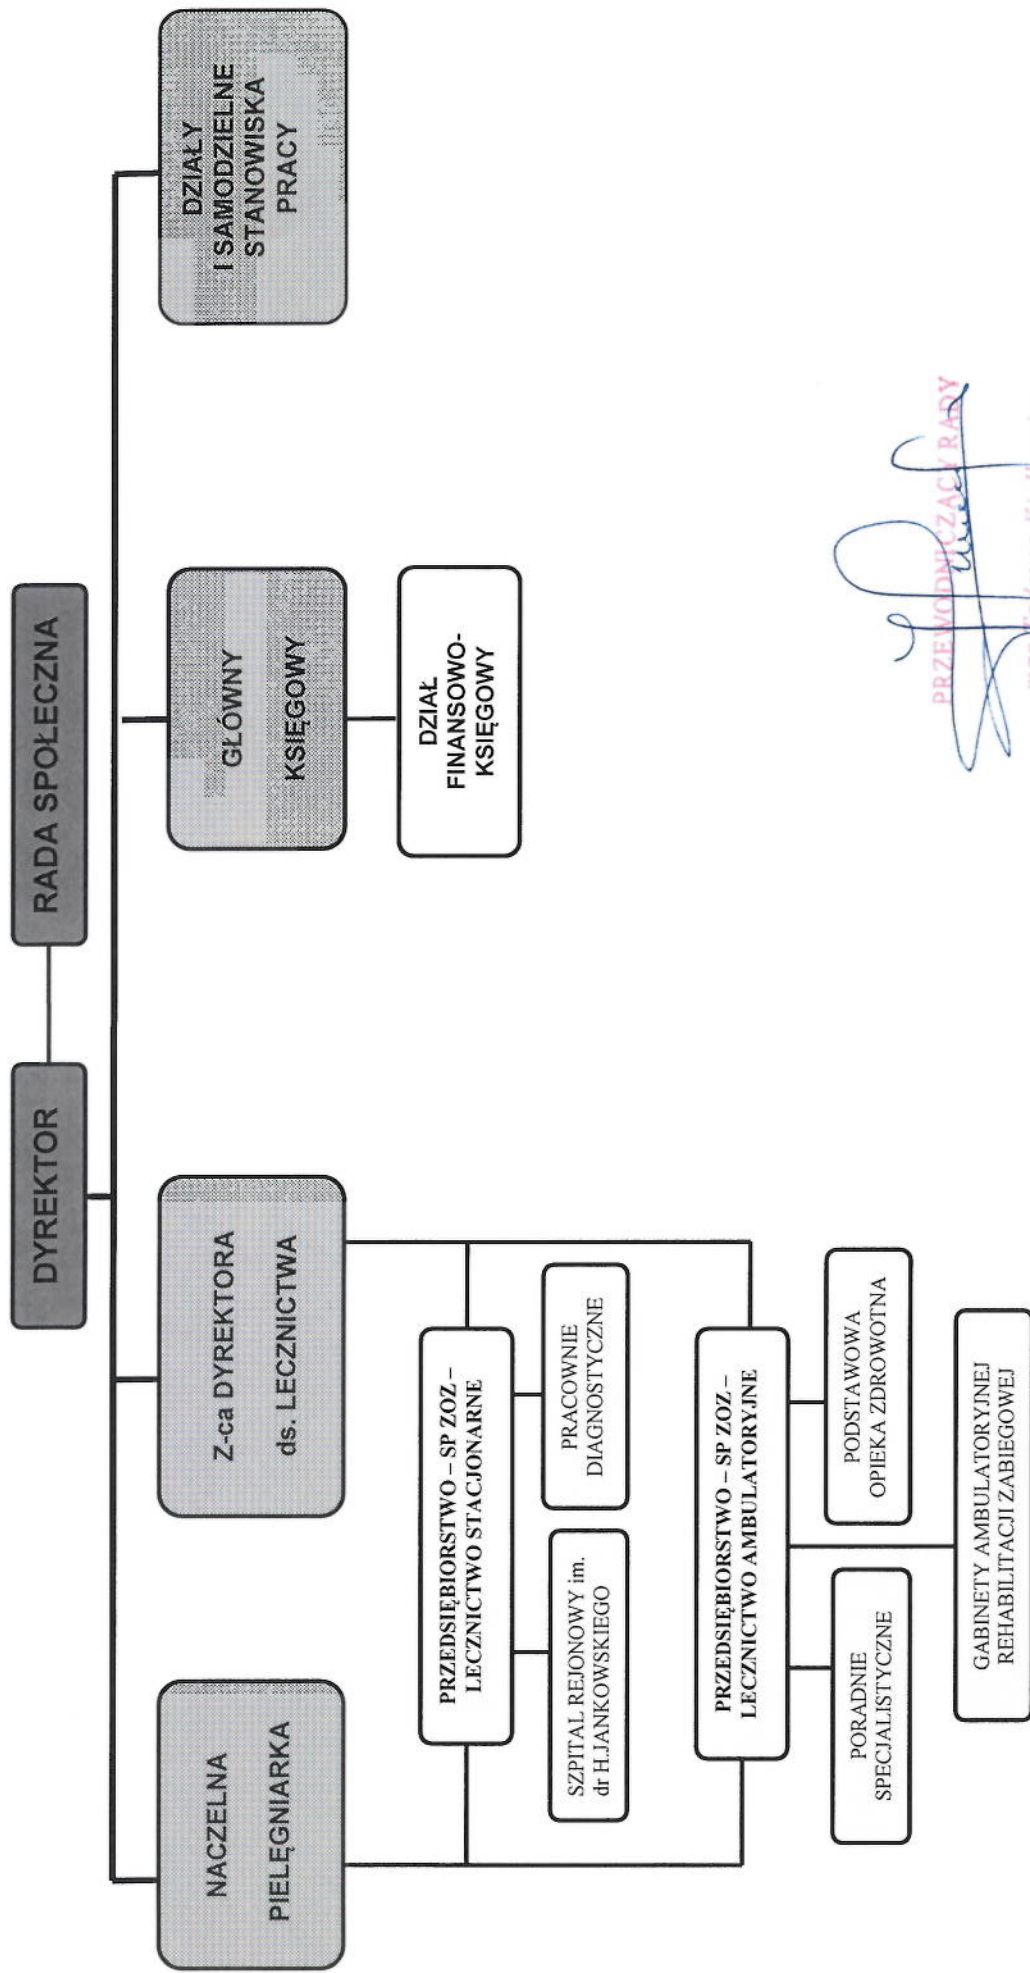 DYREKTOR
RADA SPOŁECZNA
NACZELNA
PIELĘGNIARKA
Z-ca DYREKTORA
ds. LECZNICTWA
GŁÓWNY
KSIĘGOWY
DZIAŁY
I SAMODZIELNE
STANOWISKA
PRACY
DZIAŁ
FINANSOWO-
KSIĘGOWY
PRZEDSIĘBIORSTWO – SP ZOZ –
LECZNICTWO STACJONARNE
SZPITAL REJONOWY im.
dr H.JANKOWSKIEGO
PRACOWNIE
DIAGNOSTYCZNE
PRZEDSIĘBIORSTWO – SP ZOZ –
LECZNICTWO AMBULATORYJNE
PORADNIE
SPECJALISTYCZNE
PODSTAWOWA
OPIEKA ZDROWOTNA
GABINETY AMBULATORYJNEJ
REHABILITACJI ZABIEGOWEJ
PRZEWODNICZĄCY RADY